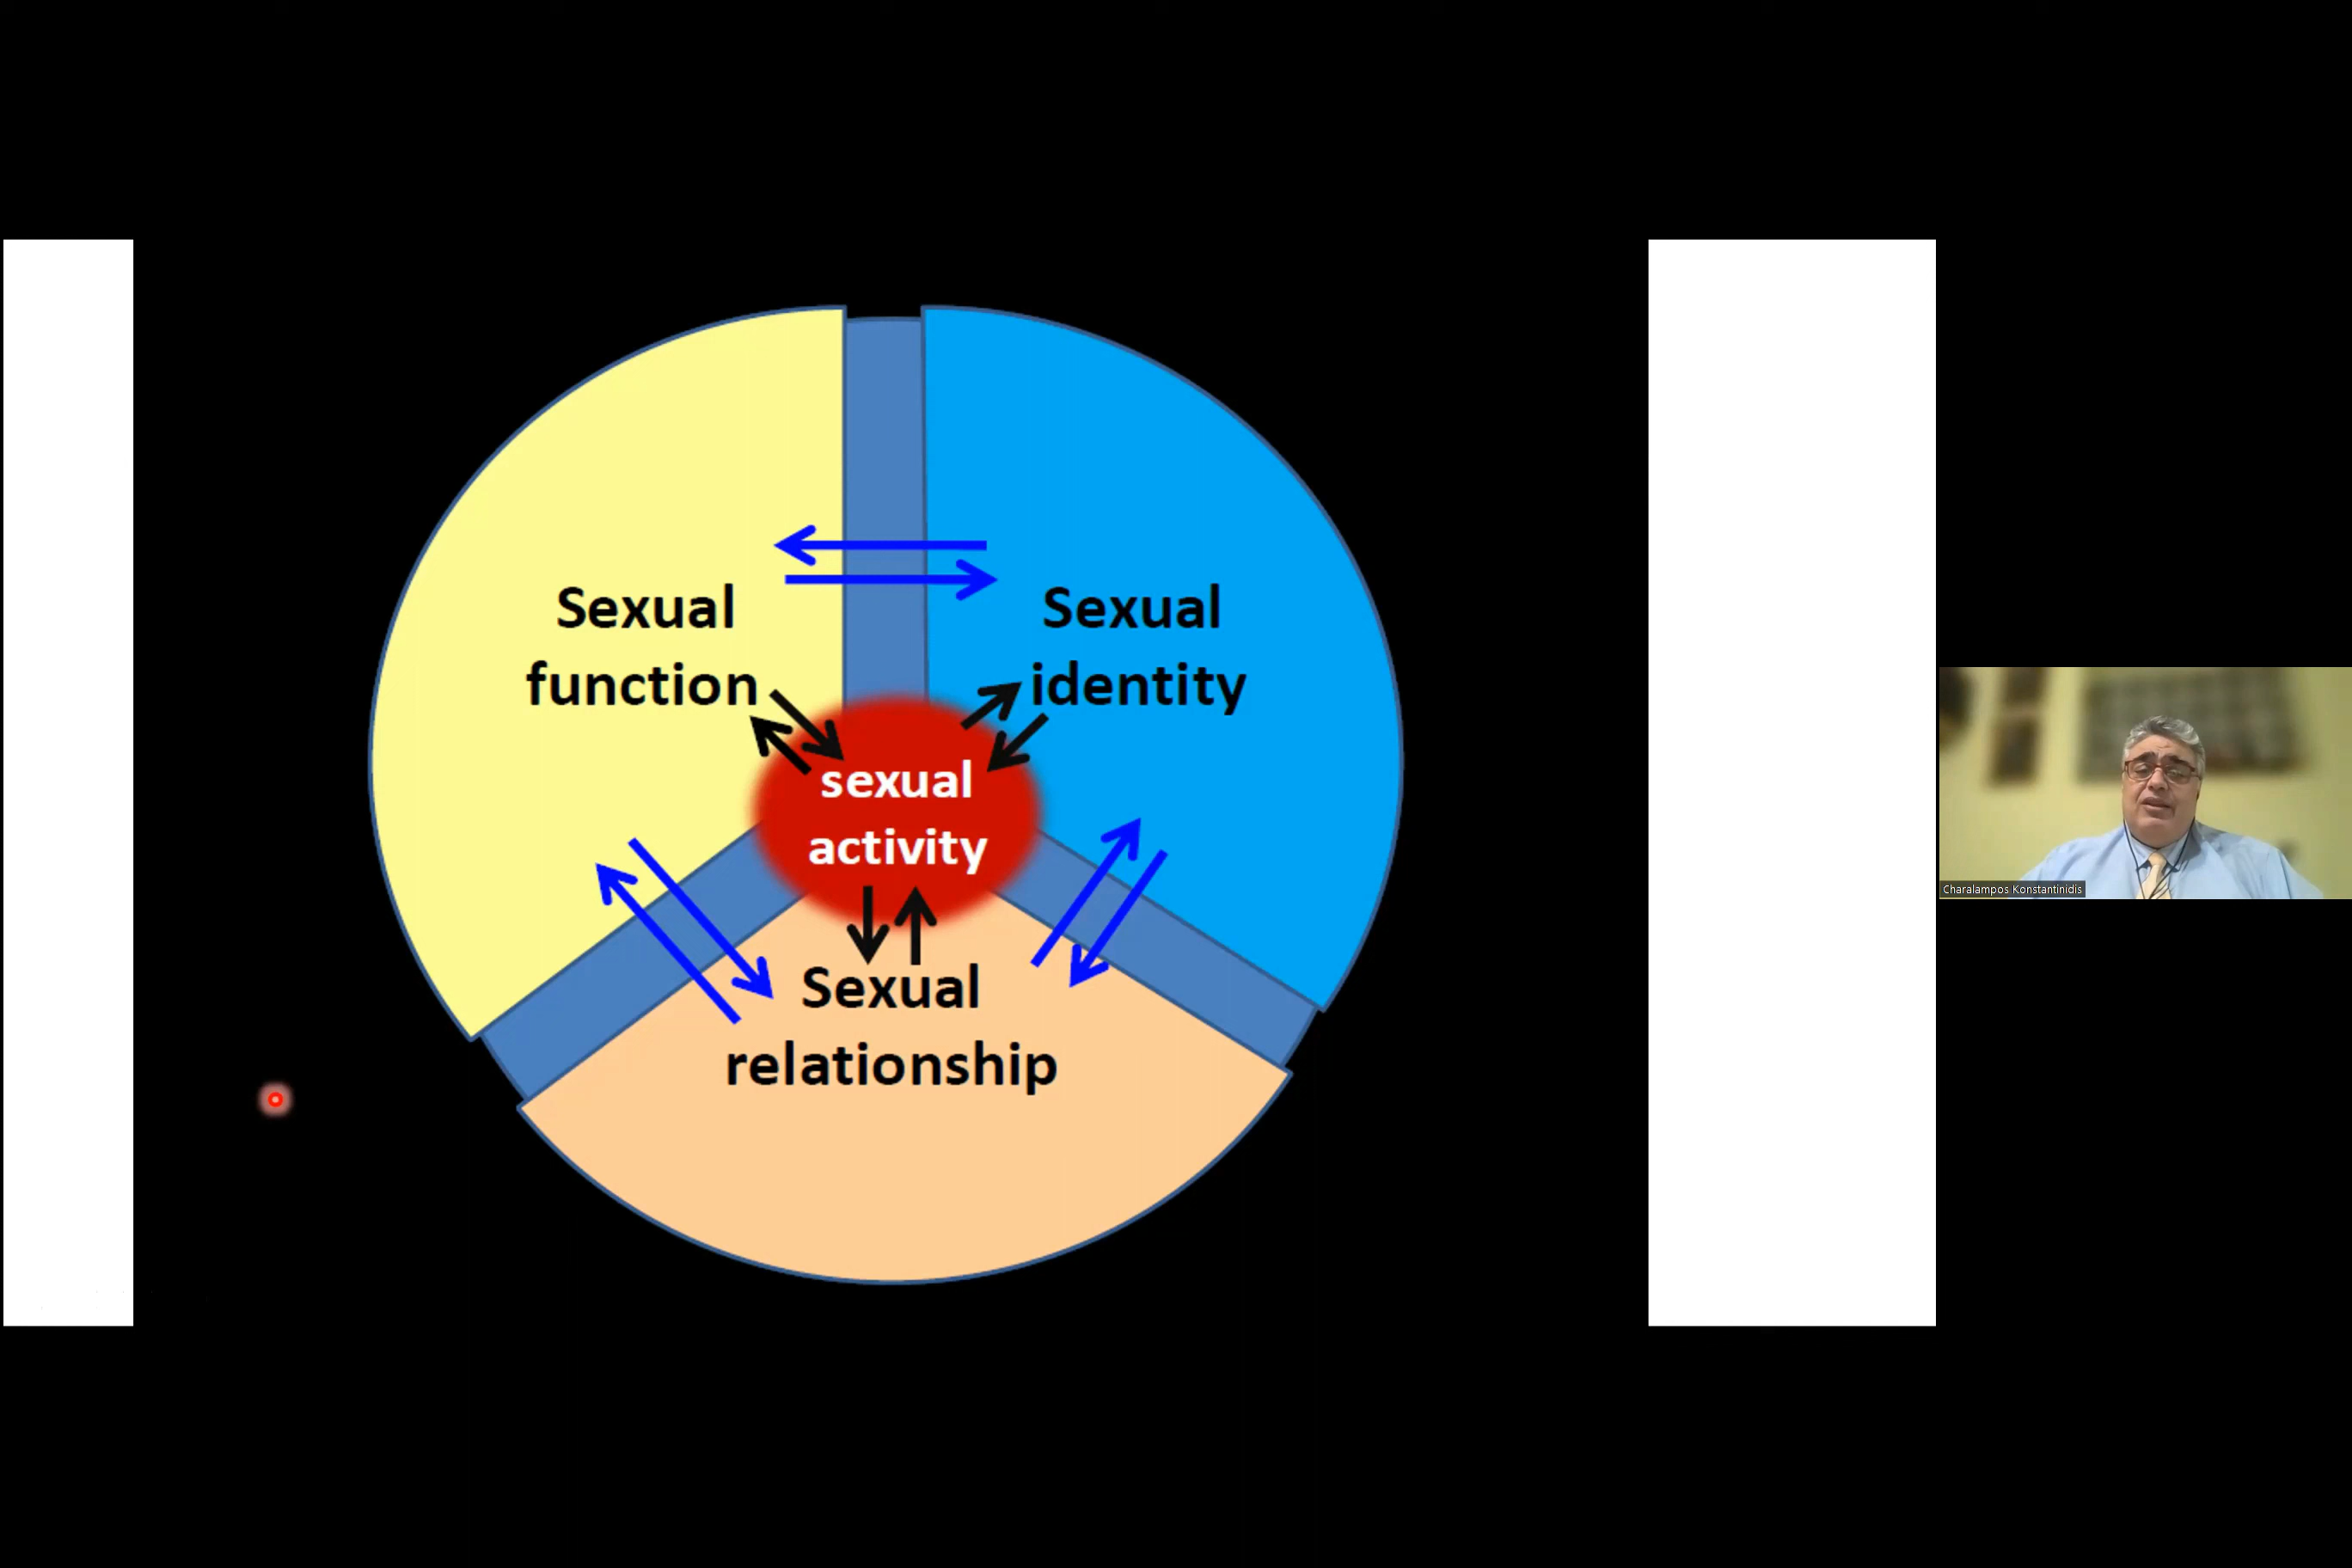 Sexual
function
Sexual
identity
sexual
activity
Sexual
relationship
Charalampos Konstantinidis